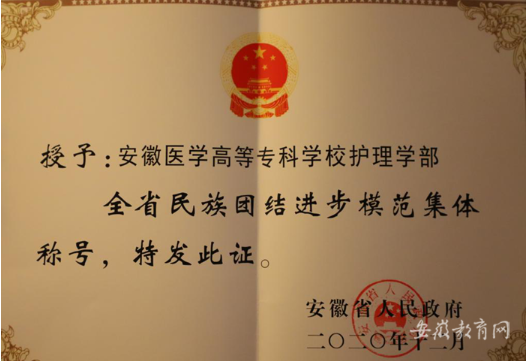 授予：安徽医学高等专科学校护理学部
全省民族团结进步模范集体
称号，特发此证。
安徽省人民政府
二〇二〇年十二月
安徽教育网